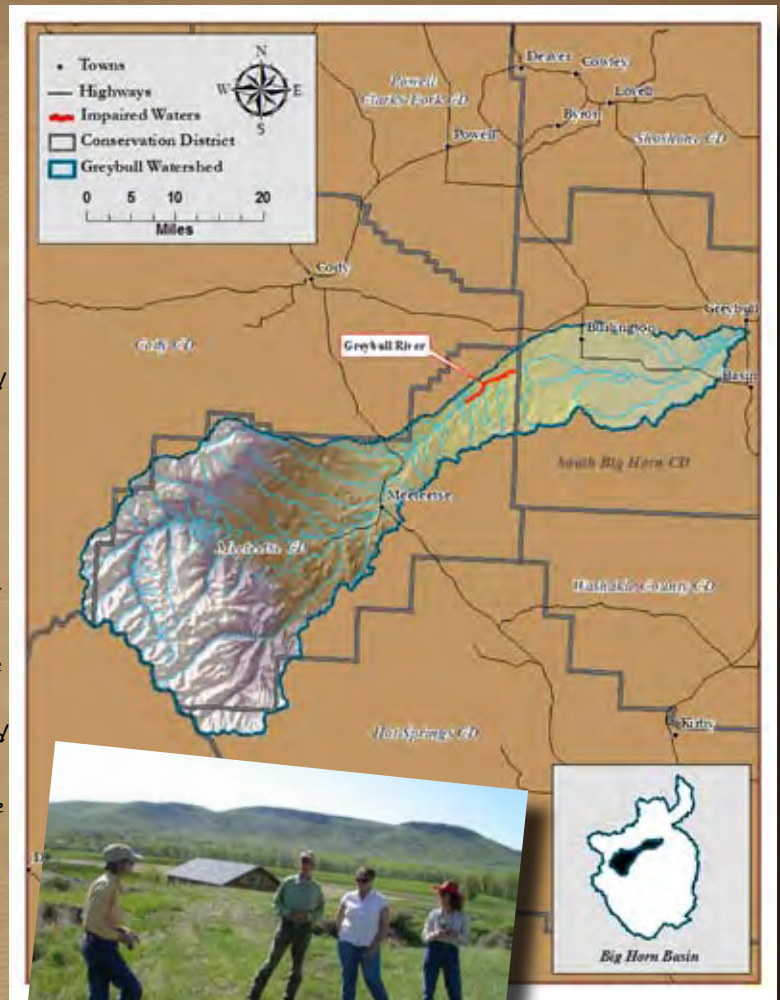 N
W E
S
Towns
Highways
Impaired Waters
Conservation District
Greybull Watershed
0 5 10 20
Miles
Deaver
Cowley
Powell
Clarks Fork CD
Lovell
Byron
Powell
Shoshone CD
Cody
Greybull
Burlington
Cody CD
Greybull River
Basin
South Big Horn CD
Meeteetse
Meeteetse CD
Washakie County CD
Kirby
Hot Springs CD
D
Big Horn Basin